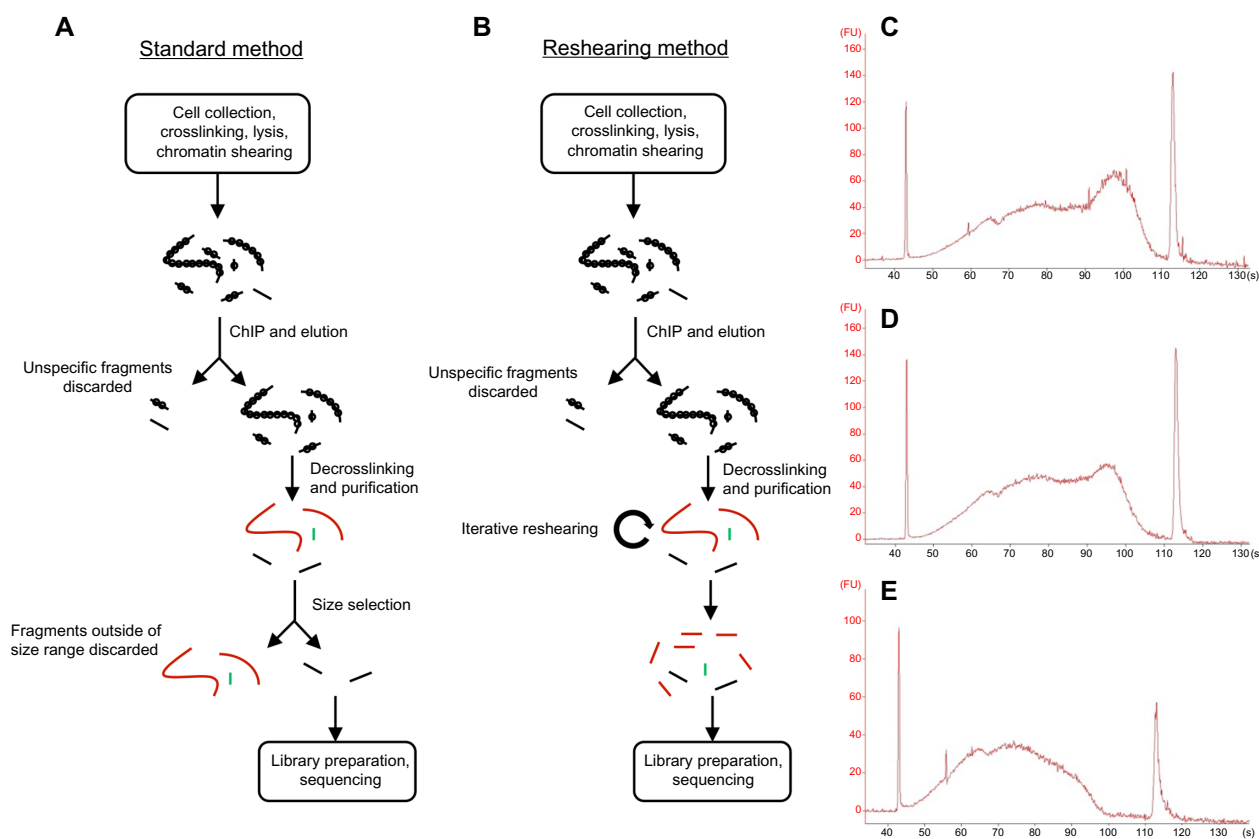 A
Standard method
Cell collection,
crosslinking, lysis,
chromatin shearing
ChIP and elution
Unspecific fragments
discarded
Decrosslinking
and purification
Size selection
Fragments outside of
size range discarded
Library preparation,
sequencing
B
Reshearing method
Cell collection,
crosslinking, lysis,
chromatin shearing
ChIP and elution
Unspecific fragments
discarded
Decrosslinking
and purification
Iterative reshearing
Library preparation,
sequencing
C
(FU)
160
140
120
100
80
60
40
20
0
40 50 60 70 80 90 100 110 120 130 (s)
D
(FU)
160
140
120
100
80
60
40
20
0
40 50 60 70 80 90 100 110 120 130 (s
E
(FU)
100
80
60
40
20
0
40 50 60 70 80 90 100 110 120 130 (s)